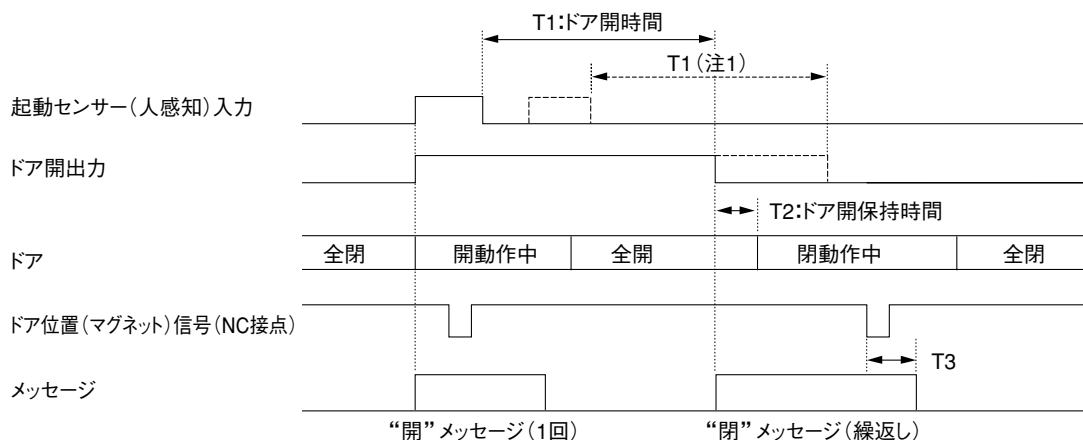 T1:ドア開時間
T1(注1)
起動センサー(人感知)入力
ドア開出力
T2:ドア開保持時間
ドア
全閉
開動作中
全開
閉動作中
全閉
ドア位置(マグネット)信号(NC接点)
T3
メッセージ
“開”メッセージ(1回)
“閉”メッセージ(繰返し)